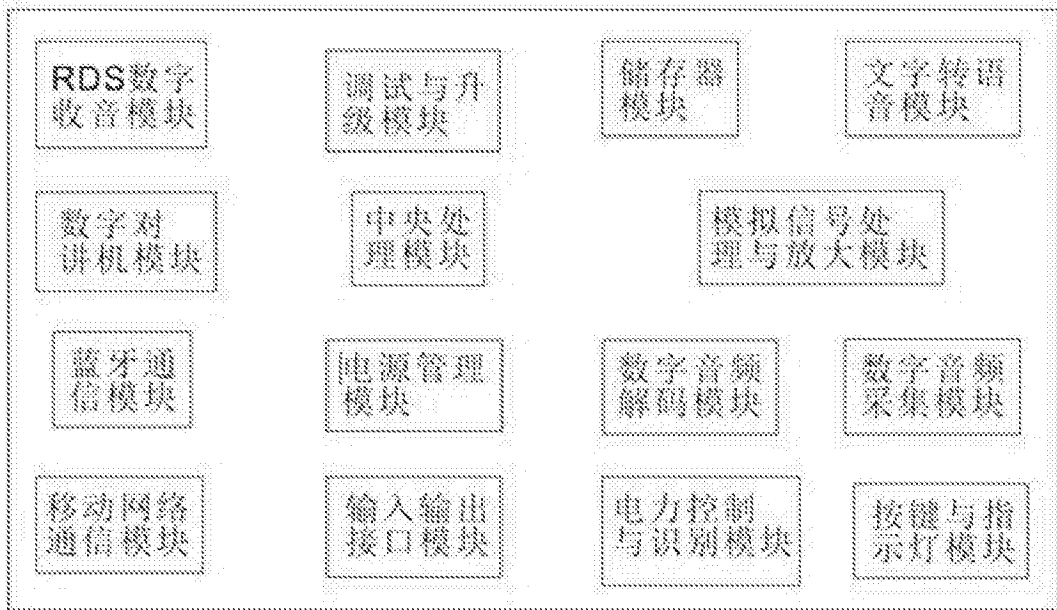 RDS数字
收音模块
调试与升
级模块
储存器
模块
文字转语
音模块
数字对
讲机模块
中央处
理模块
模拟信号处
理与放大模块
蓝牙通
信模块
电源管理
模块
数字音频
解码模块
数字音频
采集模块
移动网络
通信模块
输入输出
接口模块
电力控制
与识别模块
按键与指
示灯模块